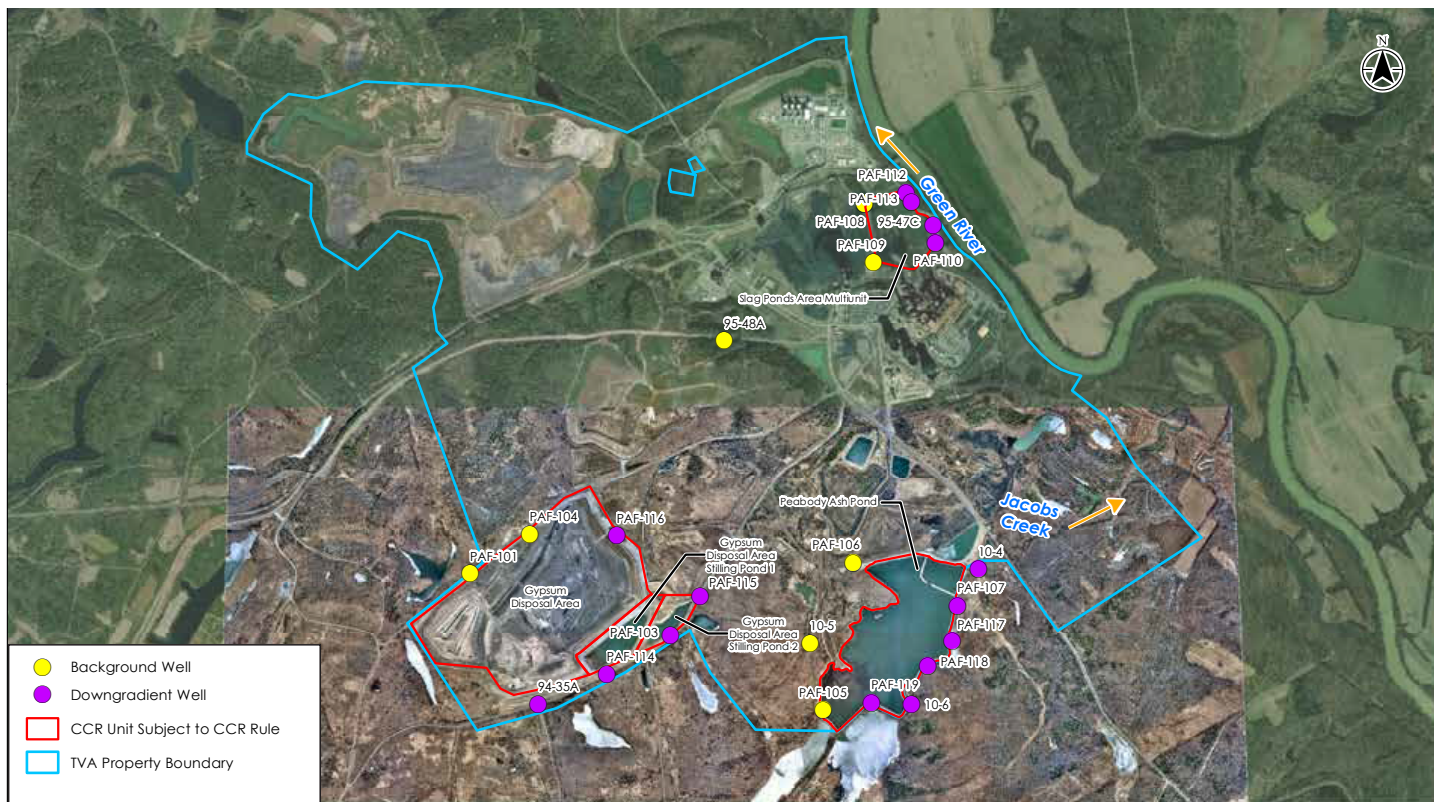 N
PAF-112
PAF-113
PAF-108
95-47C
Green River
PAF-109
PAF-110
Slag Ponds Area Multiunit
95-48A
Peabody Ash Pond
Jacobs
Creek
PAF-104
PAF-116
PAF-106
Gypsum
Disposal Area
Stilling Pond 1
10-4
PAF-101
Gypsum
Disposal Area
PAF-115
PAF-107
PAF-103
Gypsum
Disposal Area
Stilling Pond 2
10-5
PAF-117
PAF-114
PAF-118
94-35A
PAF-105
PAF-119
10-6
Background Well
Downgradient Well
CCR Unit Subject to CCR Rule
TVA Property Boundary